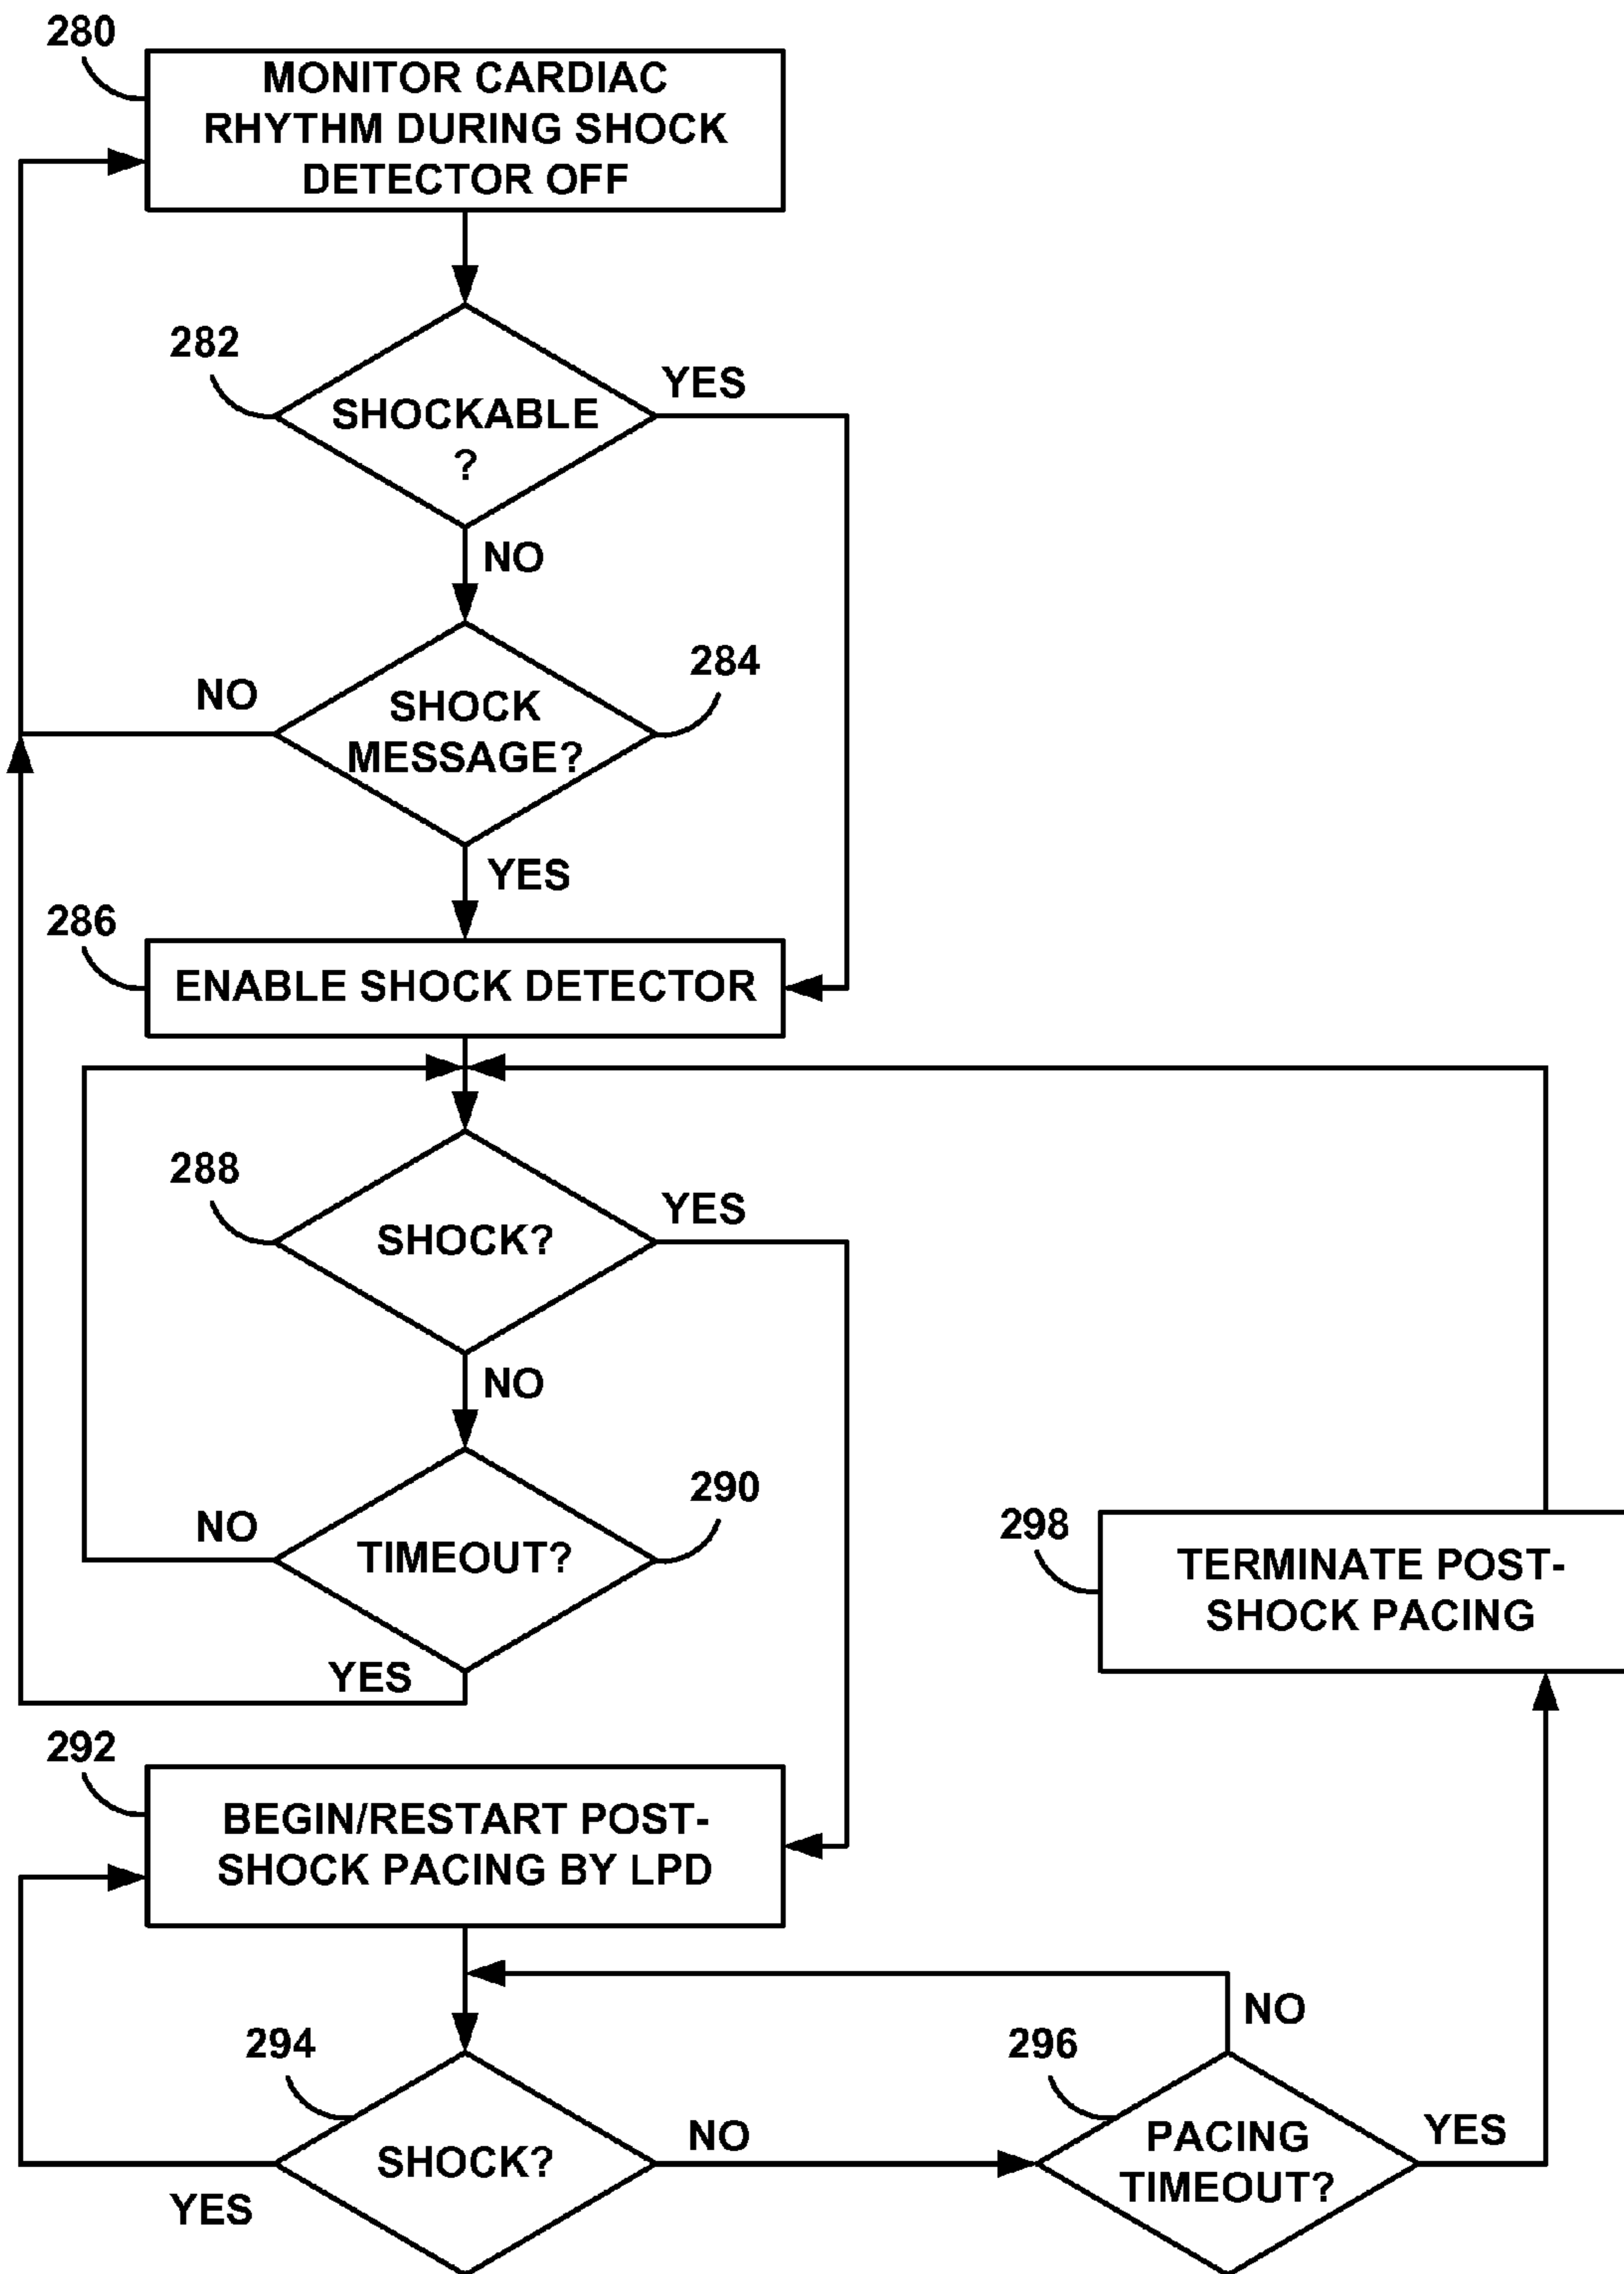 280
MONITOR CARDIAC
RHYTHM DURING SHOCK
DETECTOR OFF
282
SHOCKABLE
?
YES
NO
284
SHOCK
MESSAGE?
NO
YES
286
ENABLE SHOCK DETECTOR
288
SHOCK?
YES
NO
290
TIMEOUT?
NO
YES
298
TERMINATE POST-
SHOCK PACING
292
BEGIN/RESTART POST-
SHOCK PACING BY LPD
294
SHOCK?
NO
YES
296
PACING
TIMEOUT?
NO
YES